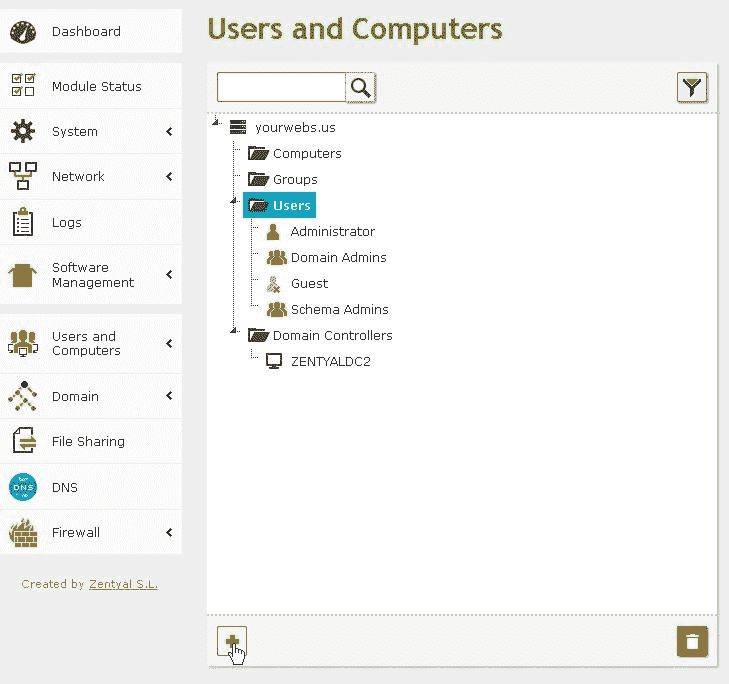 Dashboard
Module Status
System
Network
Logs
Software
Management
Users and
Computers
Domain
File Sharing
DNS
DNS
Firewall
Created by Zentyal S.L.
Users and Computers
yourwebs.us
Computers
Groups
Users
Administrator
Domain Admins
Guest
Schema Admins
Domain Controllers
ZENTYALDC2